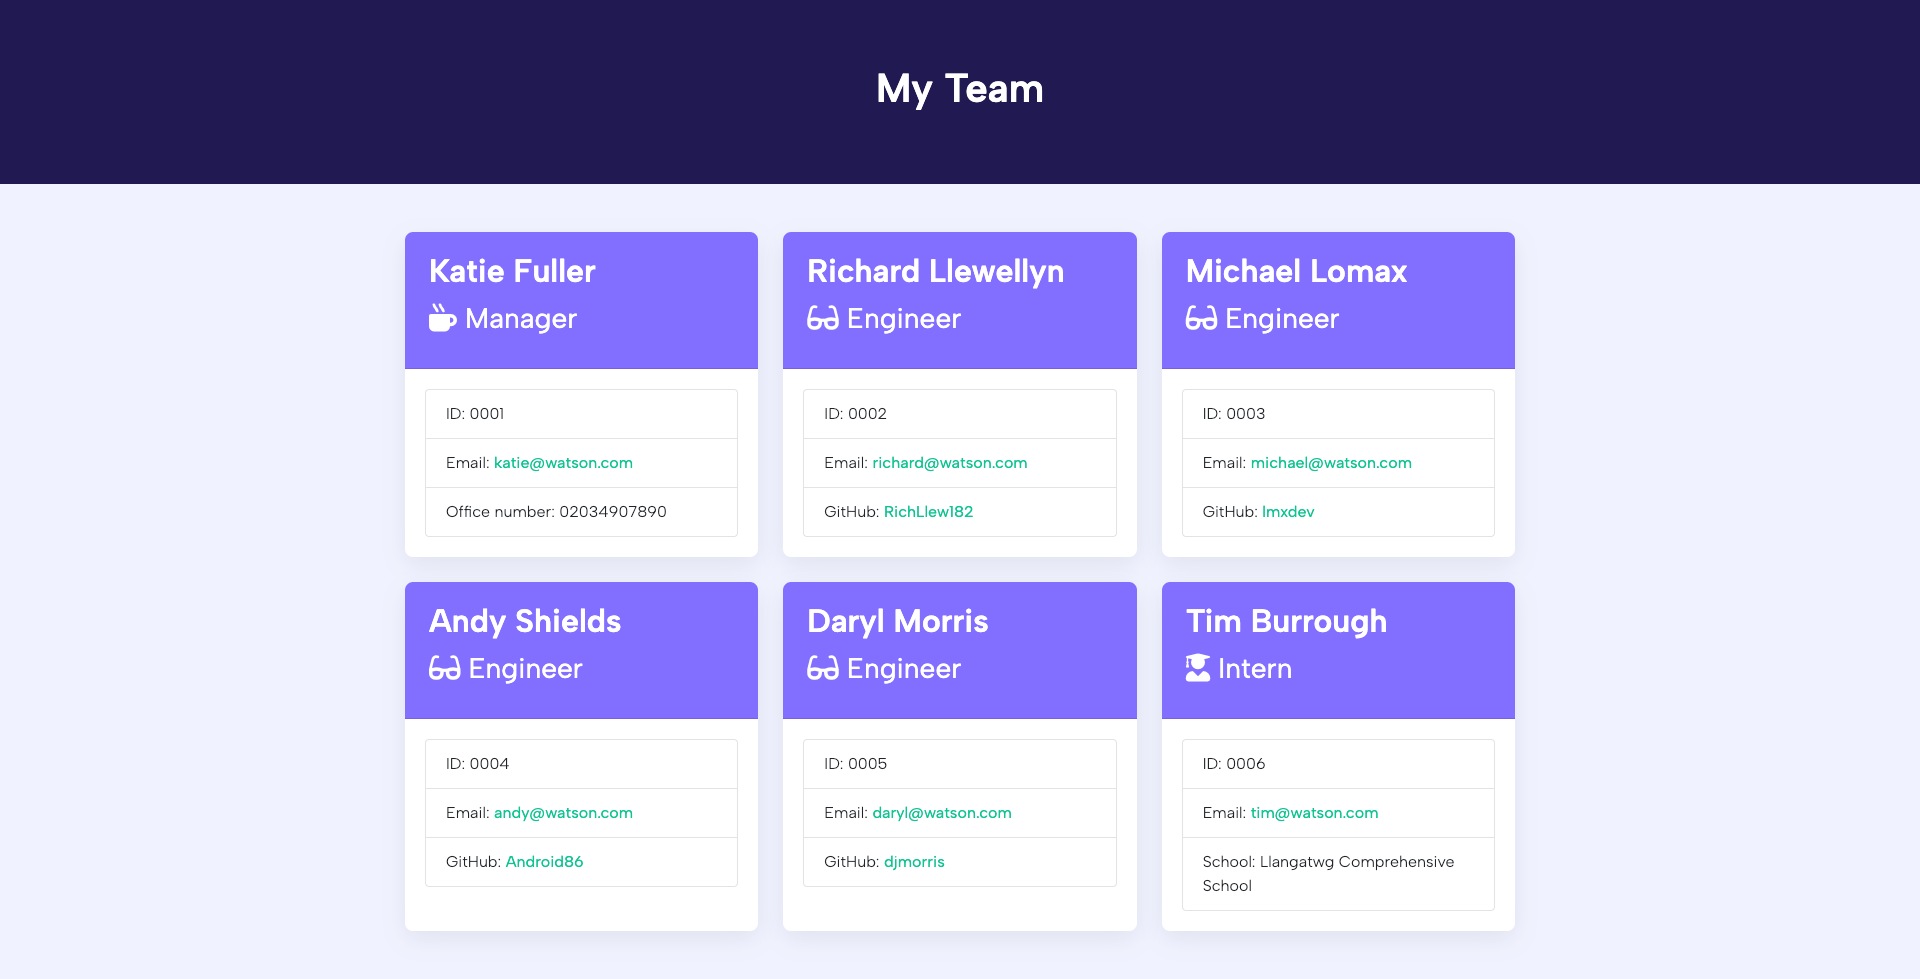 My Team
Katie Fuller
Manager
ID: 0001
Email: katie@watson.com
Office number: 02034907890
Richard Llewellyn
Engineer
ID: 0002
Email: richard@watson.com
GitHub: RichLlew182
Michael Lomax
Engineer
ID: 0003
Email: michael@watson.com
GitHub: lmxdev
Andy Shields
Engineer
ID: 0004
Email: andy@watson.com
GitHub: Android86
Daryl Morris
Engineer
ID: 0005
Email: daryl@watson.com
GitHub: djmorris
Tim Burrough
Intern
ID: 0006
Email: tim@watson.com
School: Llangatwg Comprehensive
School